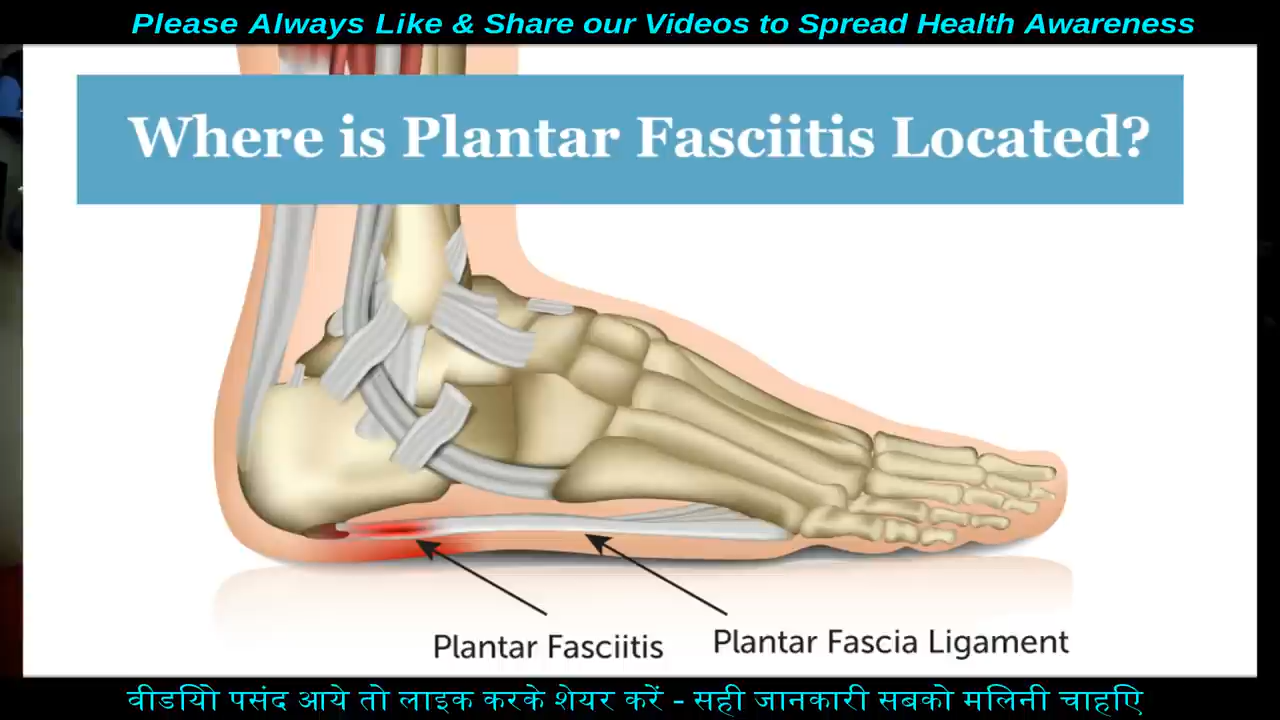 Please Always Like & Share our Videos to Spread Health Awareness
Where is Plantar Fasciitis Located?
Plantar Fasciitis
Plantar Fascia Ligament
वीडियो पसंद आये तो लाइक करके शेयर करें - सही जानकारी सबको मिलनी चाहिए